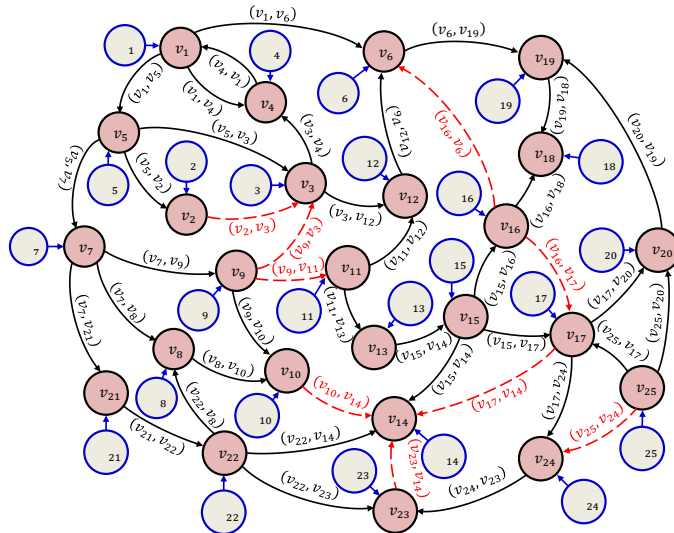 (v₁, v₆)
(v₆, v₁₉)
1
v₁
4
v₆
v₁₉
(v₄, v₁)
(v₁, v₅)
(v₁, v₄)
v₄
6
19
(v₁₉, v₁₈)
(v₂₀, v₁₉)
v₅
(v₅, v₃)
(v₃, v₄)
(v₁₂, v₆)
(v₁₆, v₆)
2
12
v₁₈
18
(v₅, v₇)
(v₅, v₂)
5
3
v₃
v₁₂
16
(v₁₆, v₁₈)
v₂
(v₂, v₃)
(v₃, v₁₂)
v₁₆
7
v₇
(v₇, v₉)
(v₉, v₃)
(v₁₁, v₁₂)
15
(v₁₆, v₁₇)
20
v₂₀
v₉
(v₉, v₁₁)
v₁₁
(v₁₅, v₁₆)
17
(v₁₇, v₂₀)
(v₇, v₂₁)
(v₇, v₈)
9
(v₉, v₁₀)
11
(v₁₁, v₁₃)
13
v₁₅
(v₂₅, v₂₀)
v₈
(v₈, v₁₀)
v₁₃
(v₁₅, v₁₄)
(v₁₅, v₁₇)
v₁₇
(v₂₅, v₁₇)
v₁₀
(v₁₀, v₁₄)
(v₁₅, v₁₄)
(v₁₇, v₁₄)
(v₁₇, v₂₄)
v₂₅
v₂₁
8
(v₂₂, v₈)
10
v₁₄
(v₂₅, v₂₄)
(v₂₁, v₂₂)
(v₂₂, v₁₄)
21
v₂₂
14
25
(v₂₃, v₁₄)
v₂₄
(v₂₂, v₂₃)
23
(v₂₄, v₂₃)
22
v₂₃
24